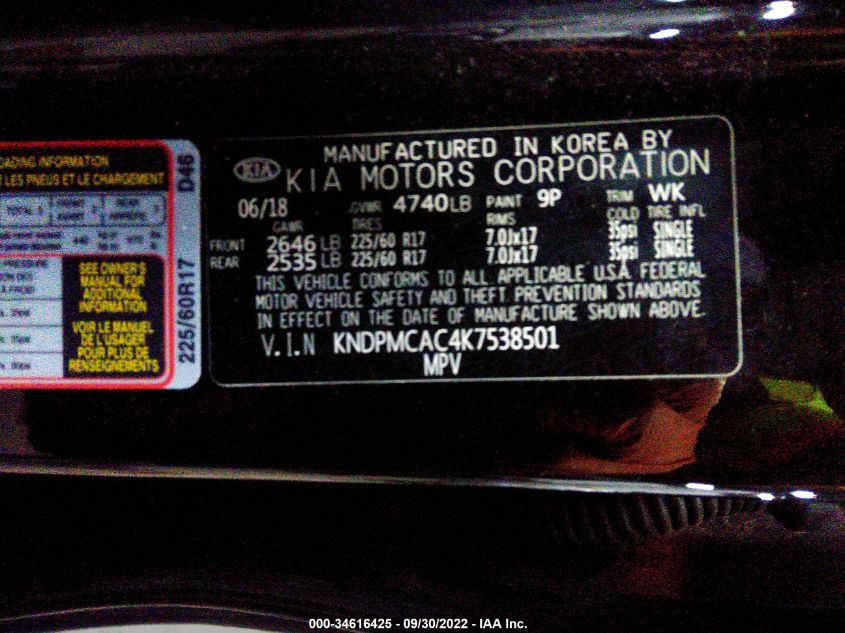 MANUFACTURED IN KOREA BY
KIA KIA MOTORS CORPORATION
06/18 GVWR 4740LB PAINT 9P TRIM WK
GAWR TIRES RIMS COLD TIRE INFL
FRONT 2646 LB 225/60 R17 7.0Jx17 35psi SINGLE
REAR 2535 LB 225/60 R17 7.0Jx17 35psi SINGLE
THIS VEHICLE CONFORMS TO ALL APPLICABLE U.S.A. FEDERAL
MOTOR VEHICLE SAFETY AND THEFT PREVENTION STANDARDS
IN EFFECT ON THE DATE OF MANUFACTURE SHOWN ABOVE.
V.I.N KNDPMCAC4K7538501
MPV
LOADING INFORMATION
LES PNEUS ET LE CHARGEMENT
TOTAL 5
SEE OWNER'S
MANUAL FOR
ADDITIONAL
INFORMATION
VOIR LE MANUEL
DE L'USAGER
POUR PLUS DE
RENSEIGNEMENTS
D46
225/60R17
000-34616425 - 09/30/2022 - IAA Inc.